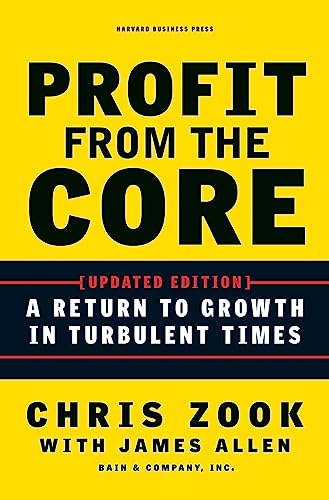 HARVARD BUSINESS PRESS
PROFIT
FROM THE
CORE
[UPDATED EDITION]
A RETURN TO GROWTH
IN TURBULENT TIMES
CHRIS ZOOK
WITH JAMES ALLEN
BAIN & COMPANY, INC.